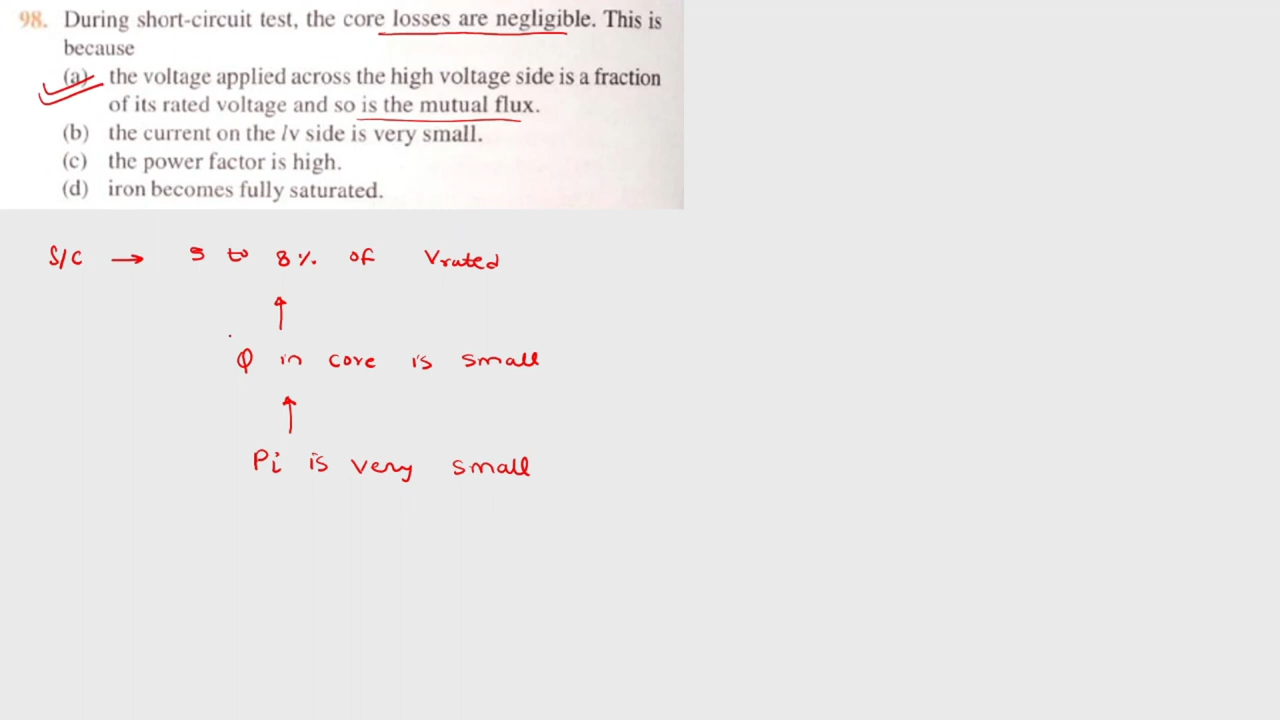 98. During short-circuit test, the core losses are negligible. This is
because
(a) the voltage applied across the high voltage side is a fraction
of its rated voltage and so is the mutual flux.
(b) the current on the lv side is very small.
(c) the power factor is high.
(d) iron becomes fully saturated.
S/C → 5 to 8% of Vrated
↑
Φ in core is small
↑
Pi is very small